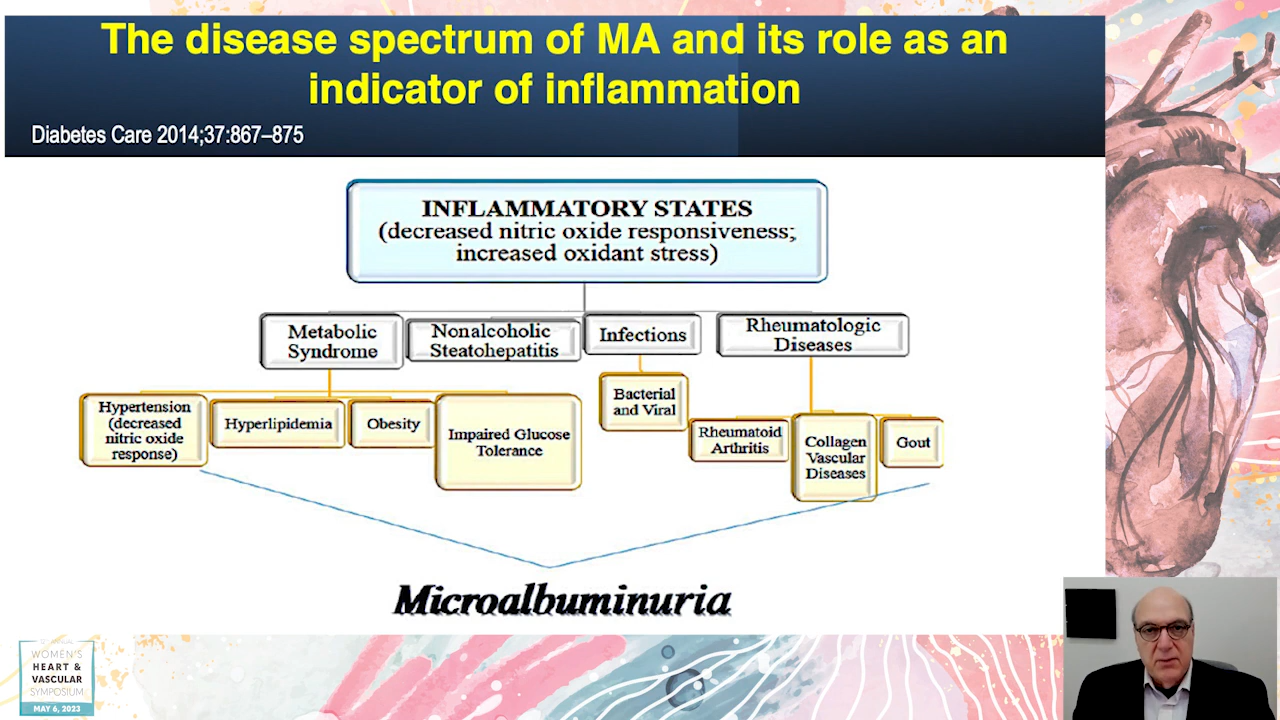 The disease spectrum of MA and its role as an
indicator of inflammation
Diabetes Care 2014;37:867–875
INFLAMMATORY STATES
(decreased nitric oxide responsiveness;
increased oxidant stress)
Metabolic
Syndrome
Nonalcoholic
Steatohepatitis
Infections
Rheumatologic
Diseases
Hypertension
(decreased
nitric oxide
response)
Hyperlipidemia
Obesity
Impaired Glucose
Tolerance
Bacterial
and Viral
Rheumatoid
Arthritis
Collagen
Vascular
Diseases
Gout
Microalbuminuria
WOMEN'S
HEART &
VASCULAR
SYMPOSIUM
MAY 6, 2023